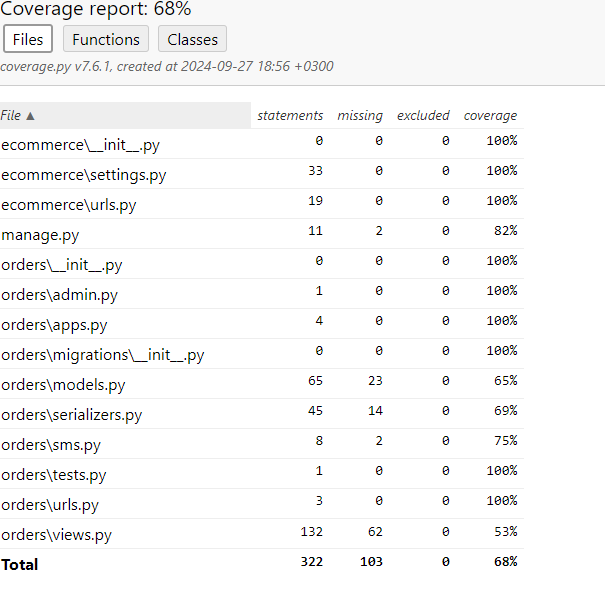 Coverage report: 68%
Files Functions Classes
coverage.py v7.6.1, created at 2024-09-27 18:56 +0300
File ▲ statements missing excluded coverage
ecommerce\__init__.py 0 0 0 100%
ecommerce\settings.py 33 0 0 100%
ecommerce\urls.py 19 0 0 100%
manage.py 11 2 0 82%
orders\__init__.py 0 0 0 100%
orders\admin.py 1 0 0 100%
orders\apps.py 4 0 0 100%
orders\migrations\__init__.py 0 0 0 100%
orders\models.py 65 23 0 65%
orders\serializers.py 45 14 0 69%
orders\sms.py 8 2 0 75%
orders\tests.py 1 0 0 100%
orders\urls.py 3 0 0 100%
orders\views.py 132 62 0 53%
Total 322 103 0 68%